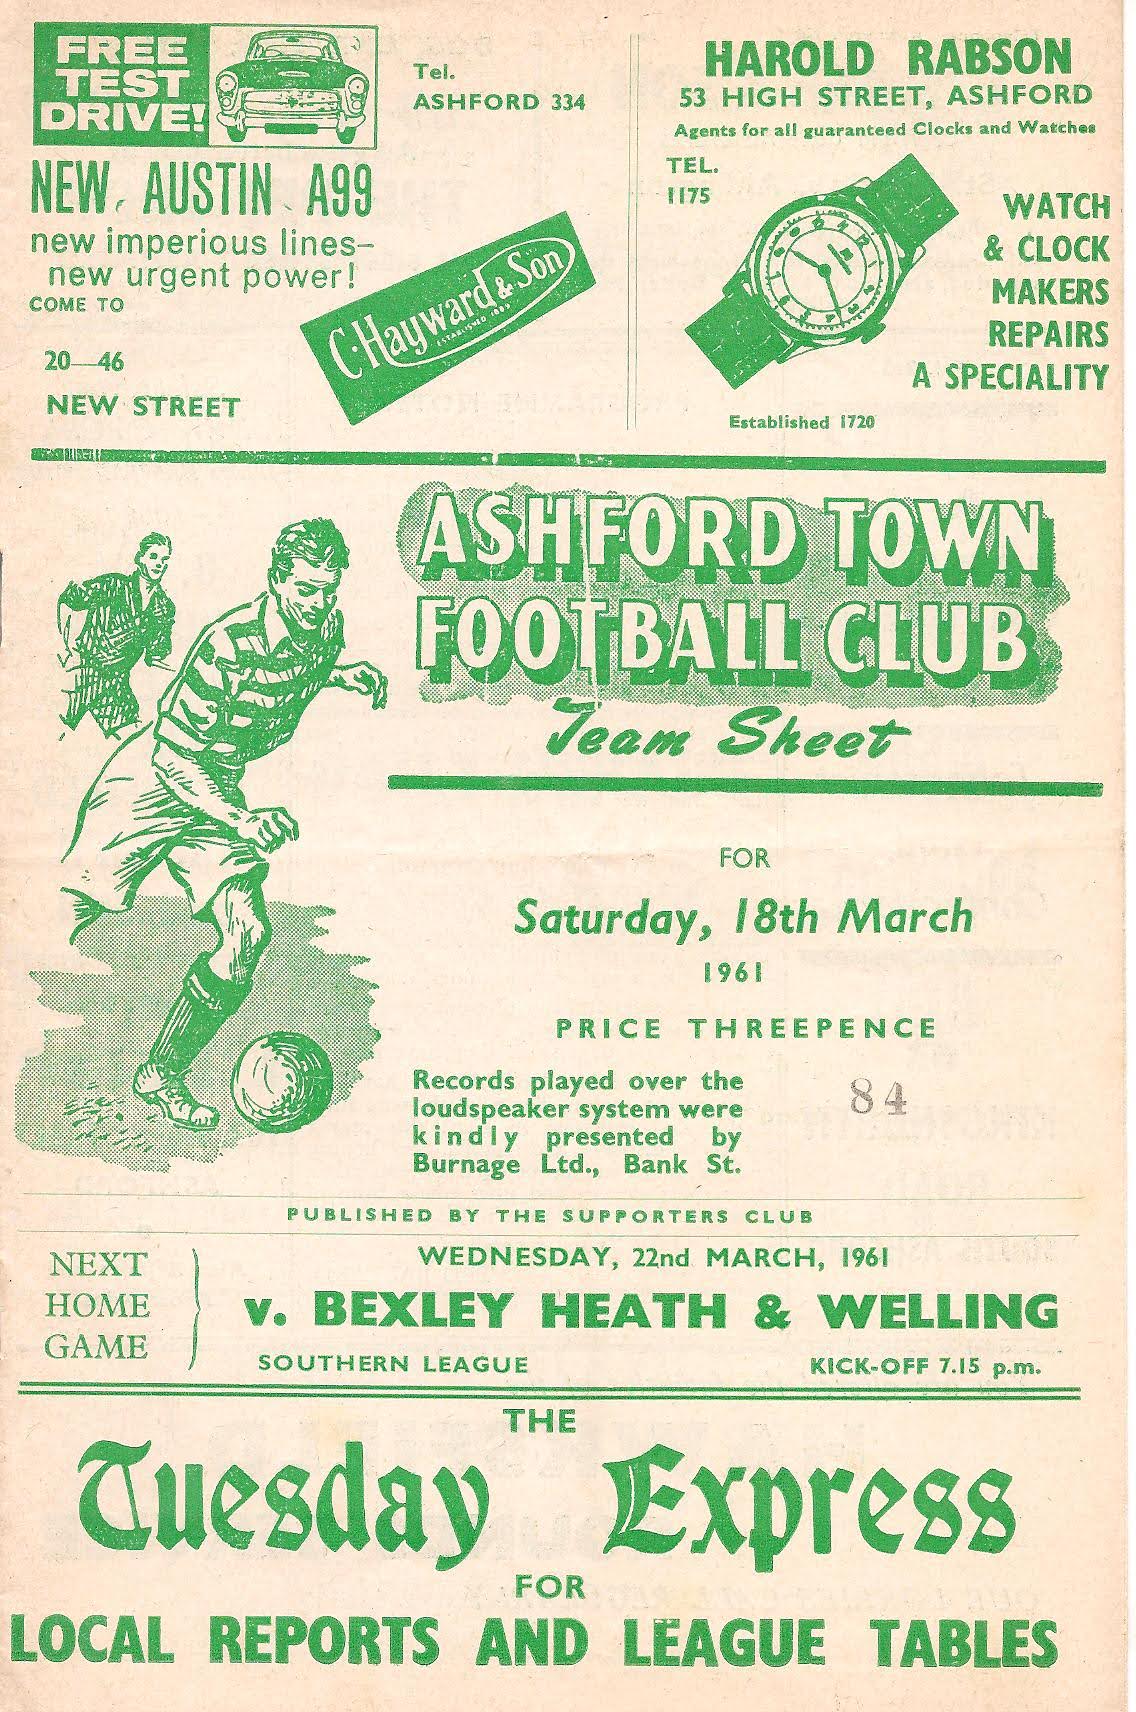 FREE
TEST
DRIVE!
Tel.
ASHFORD 334
NEW AUSTIN A99
new imperious lines—
new urgent power!
COME TO
C. Hayward & Son
20—46
NEW STREET
HAROLD RABSON
53 HIGH STREET, ASHFORD
Agents for all guaranteed Clocks and Watches
TEL.
1175
WATCH
& CLOCK
MAKERS
REPAIRS
A SPECIALITY
Established 1720
ASHFORD TOWN
FOOTBALL CLUB
Team Sheet
FOR
Saturday, 18th March
1961
PRICE THREEPENCE
Records played over the
loudspeaker system were
kindly presented by
Burnage Ltd., Bank St.
84
PUBLISHED BY THE SUPPORTERS CLUB
NEXT
HOME
GAME
WEDNESDAY, 22nd MARCH, 1961
v. BEXLEY HEATH & WELLING
SOUTHERN LEAGUE
KICK-OFF 7.15 p.m.
THE
Tuesday Express
FOR
LOCAL REPORTS AND LEAGUE TABLES